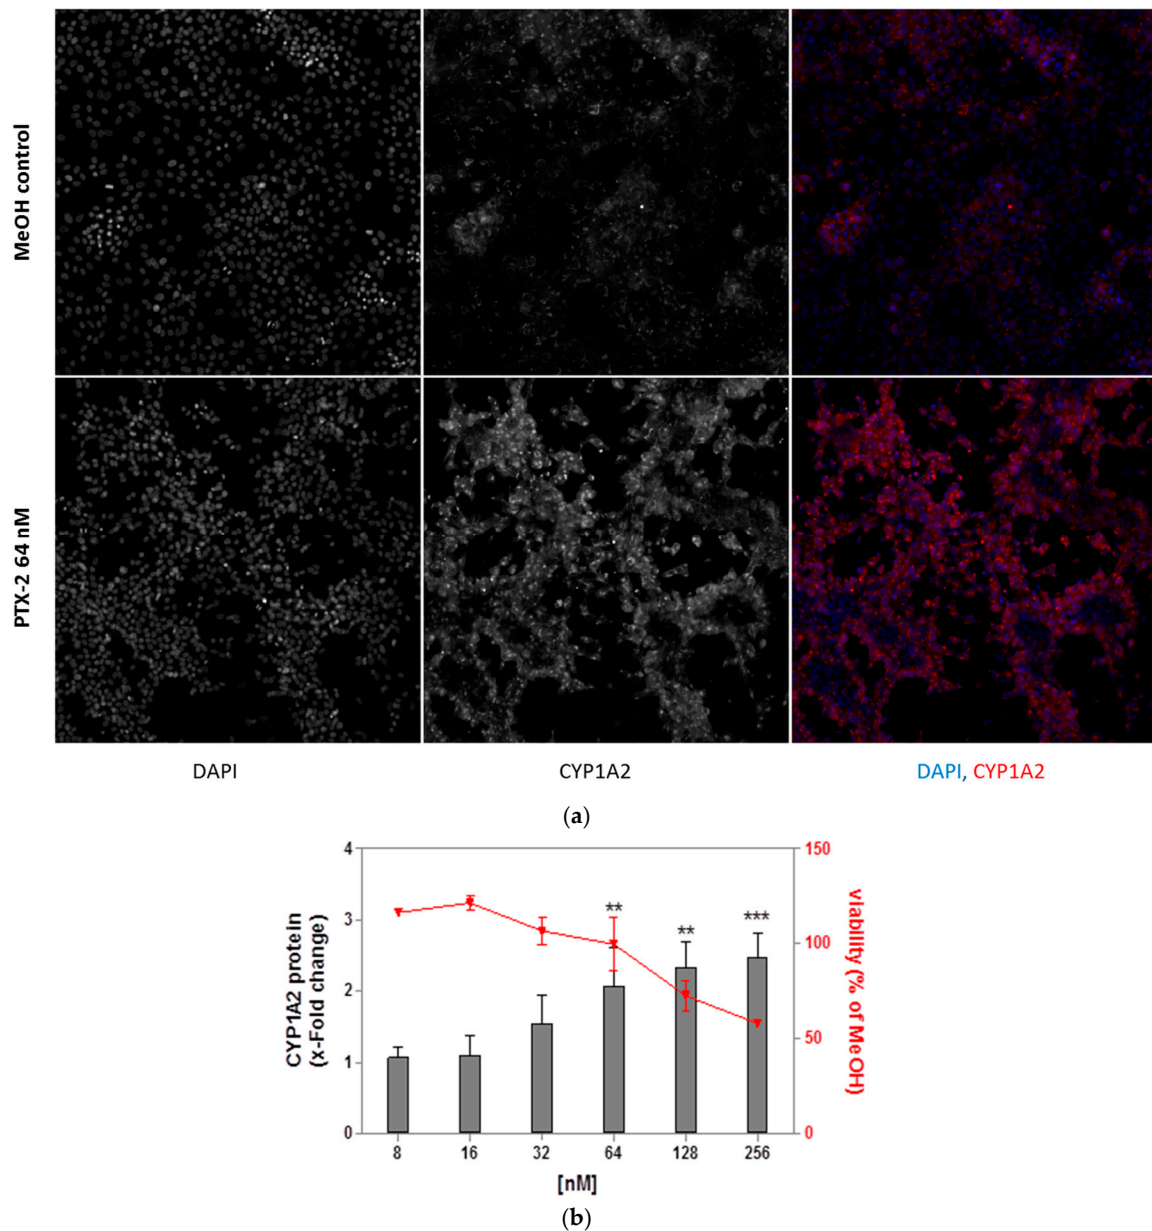 MeOH control
PTX-2 64 nM
DAPI
CYP1A2
DAPI, CYP1A2
(a)
CYP1A2 protein
(x-Fold change)
4
3
2
1
0
**
**
***
150
100
50
0
viability (% of MeOH)
8
16
32
64
128
256
[nM]
(b)